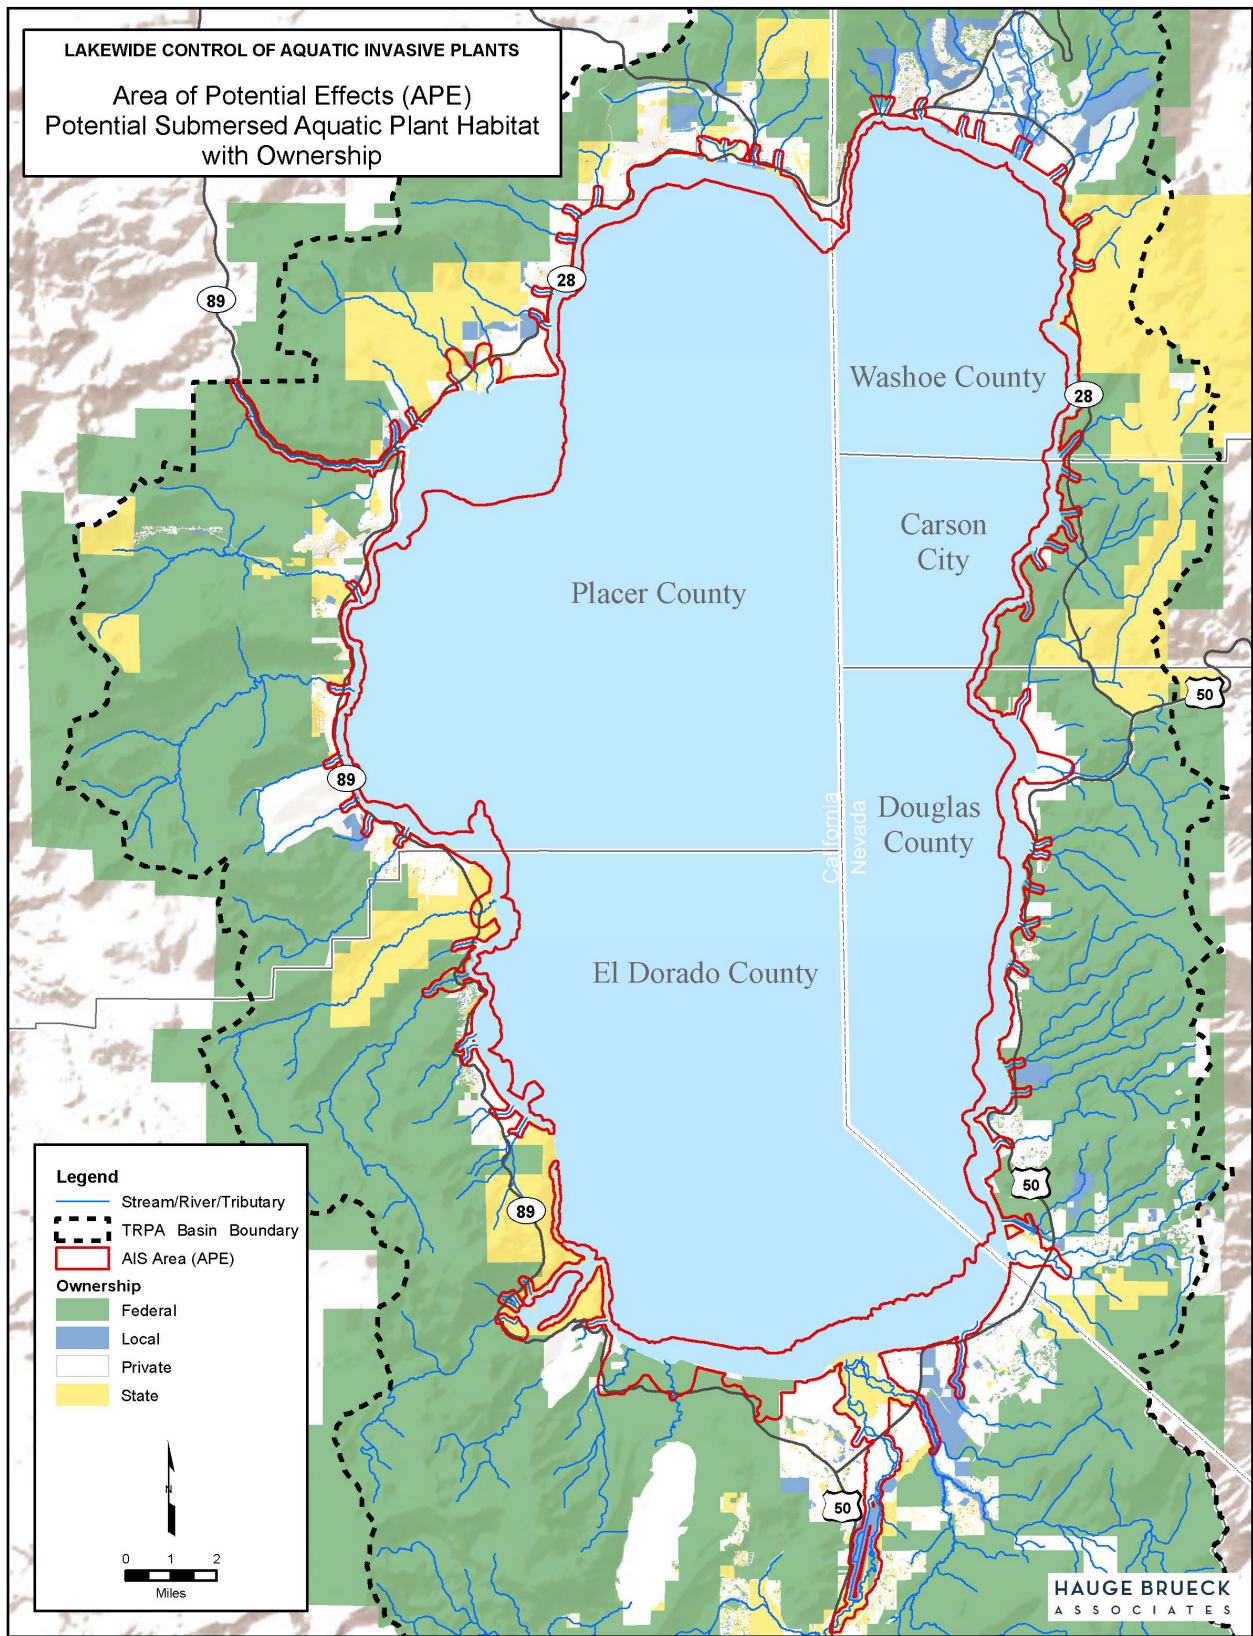 LAKEWIDE CONTROL OF AQUATIC INVASIVE PLANTS
Area of Potential Effects (APE)
Potential Submersed Aquatic Plant Habitat
with Ownership
28
89
Washoe County
28
Carson
City
Placer County
50
89
Douglas
County
California
Nevada
El Dorado County
50
89
50
Legend
Stream/River/Tributary
TRPA Basin Boundary
AIS Area (APE)
Ownership
Federal
Local
Private
State
N
0 1 2
Miles
HAUGE BRUECK
ASSOCIATES